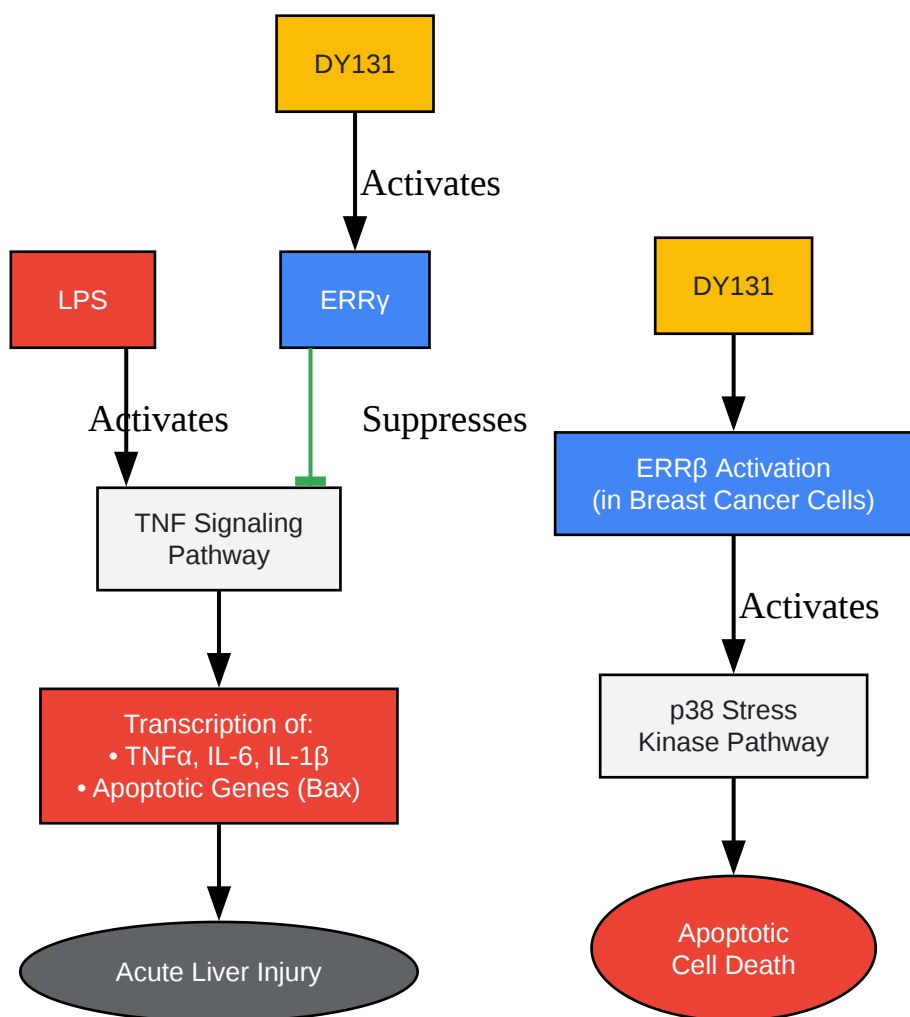 DY131
Activates
LPS
ERRγ
Activates
Suppresses
TNF Signaling
Pathway
Transcription of:
• TNFα, IL-6, IL-1β
• Apoptotic Genes (Bax)
Acute Liver Injury
DY131
ERRβ Activation
(in Breast Cancer Cells)
Activates
p38 Stress
Kinase Pathway
Apoptotic
Cell Death